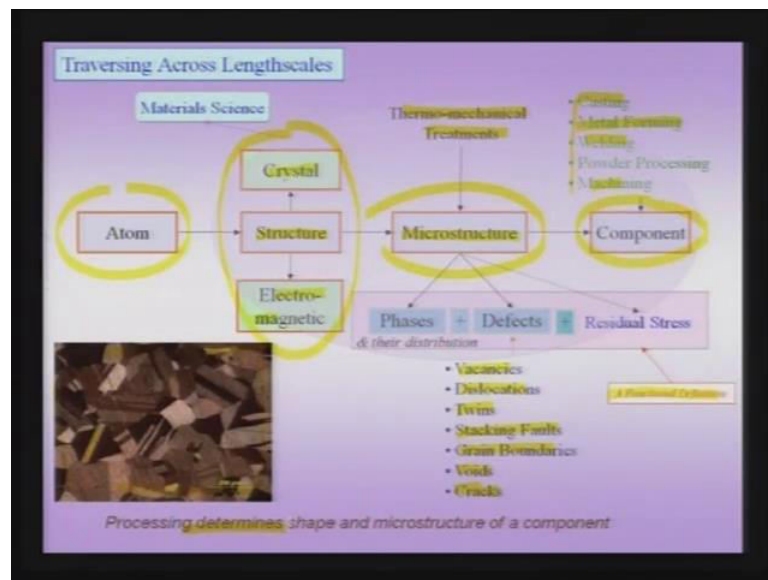 Traversing Across Lengthscales
Materials Science
Thermo-mechanical
Treatments
• Casting
• Metal Forming
• Welding
• Powder Processing
• Machining
Crystal
Atom
Structure
Microstructure
Component
Electro-
magnetic
Phases + Defects + Residual Stress
& their distribution
• Vacancies
• Dislocations
• Twins
• Stacking Faults
• Grain Boundaries
• Voids
• Cracks
A Functional Definition
Processing determines shape and microstructure of a component